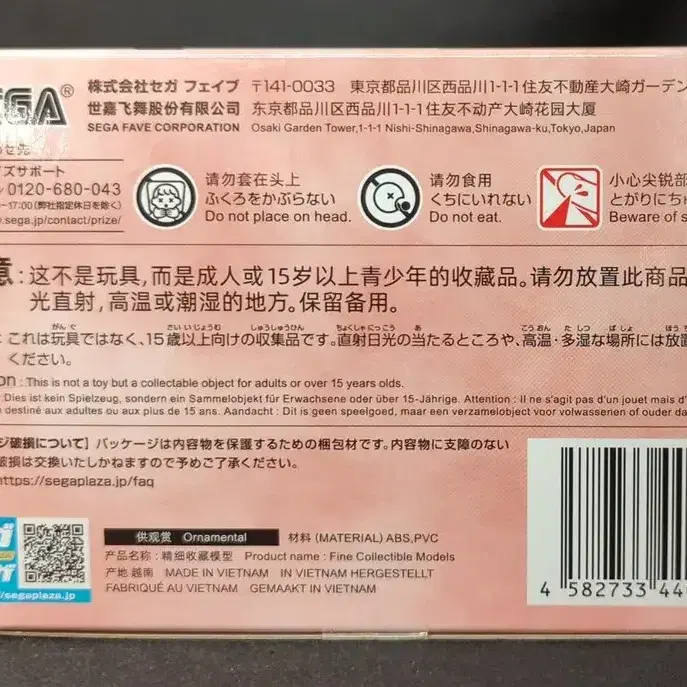 SEGA®
株式会社セガ フェイブ 〒141-0033 東京都品川区西品川1-1-1住友不動産大崎ガーデン
世嘉飞舞股份有限公司 东京都品川区西品川1-1-1住友不动产大崎花园大厦
SEGA FAVE CORPORATION Osaki Garden Tower,1-1-1 Nishi-Shinagawa,Shinagawa-ku,Tokyo,Japan
せ先
イズサポート
0120-680-043
~17:00(弊社指定休日を除く)
w.sega.jp/contact/prize/
请勿套在头上
ふくろをかぶらない
Do not place on head.
请勿食用
くちにいれない
Do not eat.
小心尖锐部
とがりにち
Beware of s
意:这不是玩具,而是成人或15岁以上青少年的收藏品。请勿放置此商品
光直射,高温或潮湿的地方。保留备用。
:これは玩具ではなく、15歳以上向けの収集品です。直射日光の当たるところや、高温・多湿な場所には放置
ください。
on : This is not a toy but a collectable object for adults or over 15 years olds.
: Dies ist kein Spielzeug, sondern ein Sammelobjekt für Erwachsene oder über 15-Jährige. Attention : Il ne s'agit pas d'un jouet mais d'
n destiné aux adultes ou aux plus de 15 ans. Aandacht : Dit is geen speelgoed, maar een verzamelobject voor volwassenen of ouder da
ジ破損について】パッケージは内容物を保護するための梱包材です。内容物に支障のない
破損は交換いたしかねますので予めご了承ください。
https://segaplaza.jp/faq
//segaplaza.jp
供观赏 Ornamental 材料 (MATERIAL) ABS,PVC
产品名称:精细收藏模型 Product name : Fine Collectible Models
产地 越南 MADE IN VIETNAM IN VIETNAM HERGESTELLT
FABRIQUÉ AU VIETNAM GEMAAKT IN VIETNAM
4 582733 44